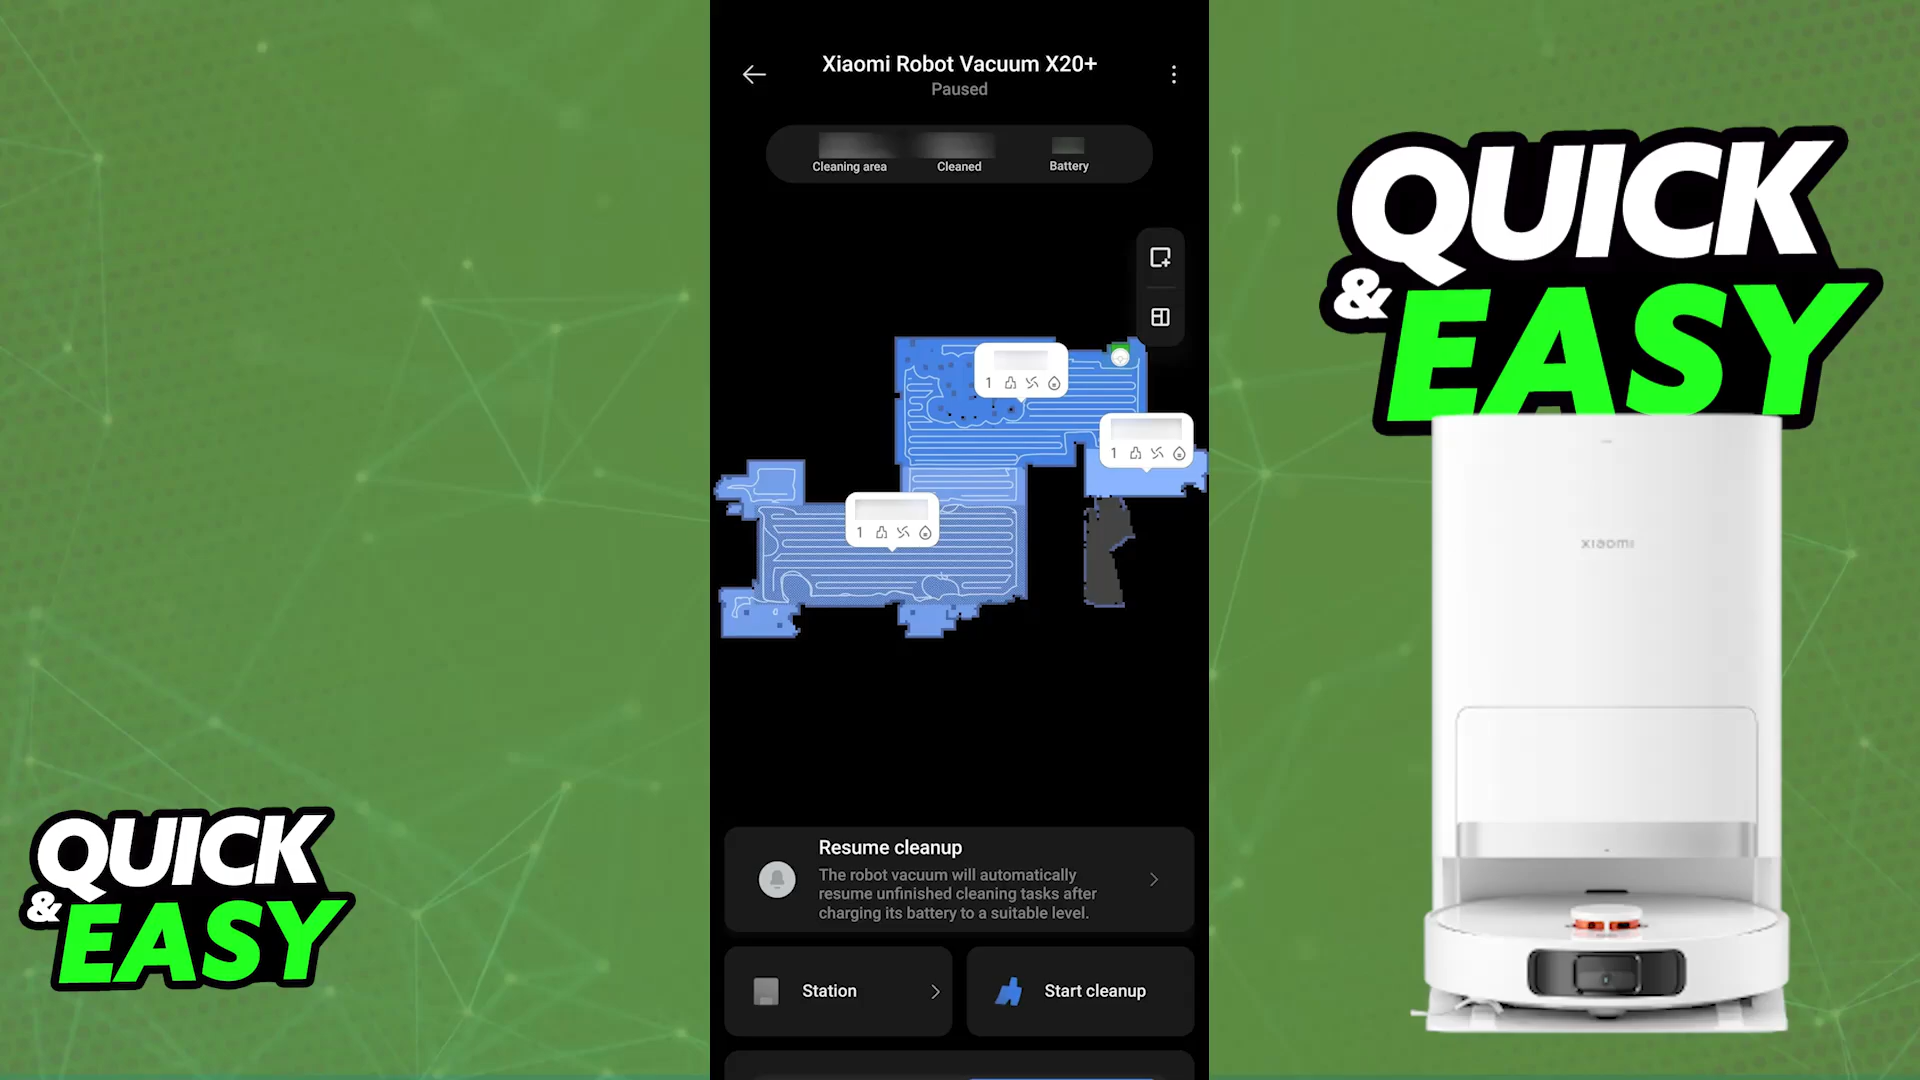 Xiaomi Robot Vacuum X20+
Paused
Cleaning area
Cleaned
Battery
1
1
1
Resume cleanup
The robot vacuum will automatically
resume unfinished cleaning tasks after
charging its battery to a suitable level.
Station
Start cleanup
QUICK
& EASY
QUICK
& EASY
xiaomi